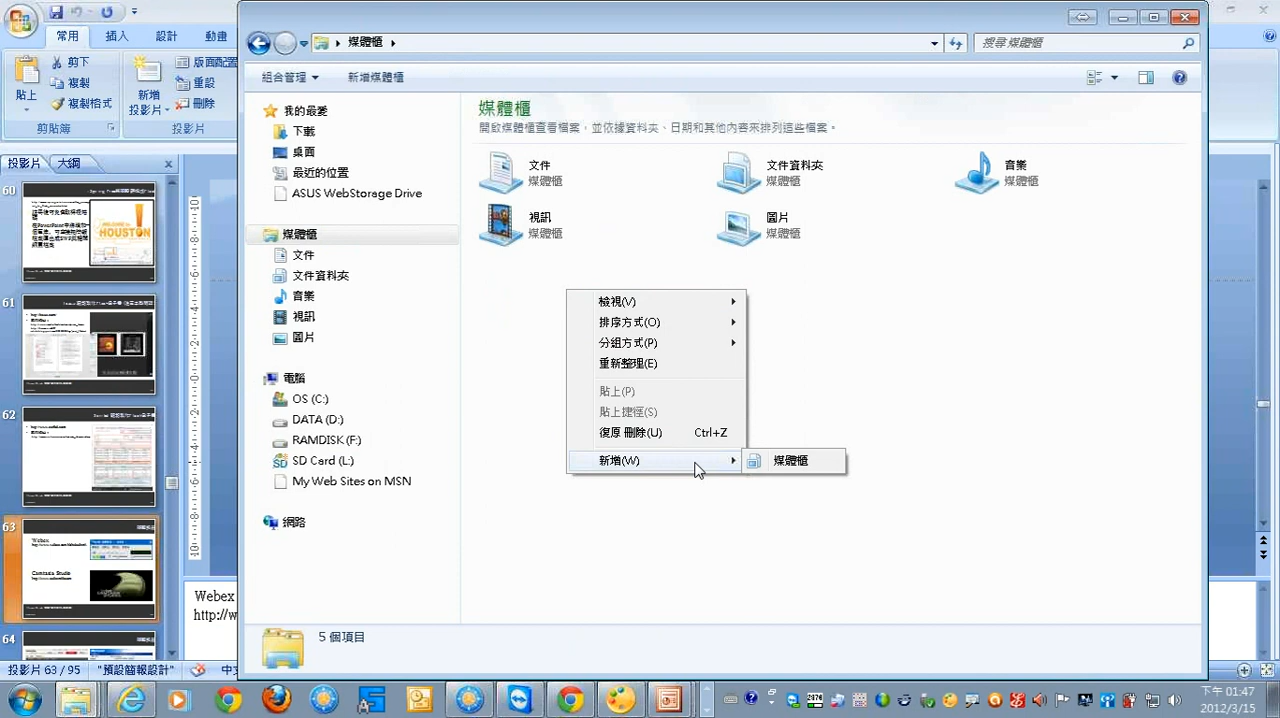 常用
插入
設計
動畫
貼上
剪下
複製
複製格式
剪貼簿
新增
投影片
版面配置
重設
刪除
投影片
投影片
大綱
60
WELCOME to
HOUSTON
61
62
63
Webex
Camtasia Studio
64
Webex
http://w
投影片 63 / 95
"預設簡報設計"
中文
媒體櫃
搜尋 媒體櫃
組合管理
新增媒體櫃
我的最愛
下載
桌面
最近的位置
ASUS WebStorage Drive
媒體櫃
文件
文件資料夾
音樂
視訊
圖片
電腦
OS (C:)
DATA (D:)
RAMDISK (F:)
SD Card (L:)
My Web Sites on MSN
網路
媒體櫃
開啟媒體櫃查看檔案，並依據資料夾、日期和其他內容來排列這些檔案。
文件
媒體櫃
文件資料夾
媒體櫃
音樂
媒體櫃
視訊
媒體櫃
圖片
媒體櫃
檢視(V)
排序方式(O)
分組方式(P)
重新整理(E)
貼上(P)
貼上捷徑(S)
復原 刪除(U) Ctrl+Z
新增(W)
媒體櫃
5 個項目
下午 01:47
2012/3/15